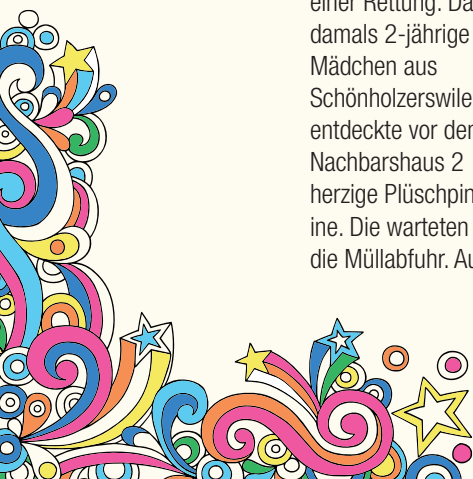 einer Rettung. Da
damals 2-jährige
Mädchen aus
Schönholzerswile
entdeckte vor der
Nachbarshaus 2
herzige Plüschpin
ine. Die warteten
die Müllabfuhr. Au